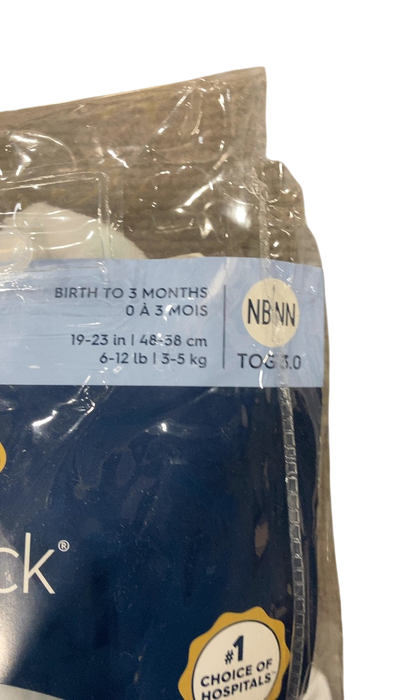 BIRTH TO 3 MONTHS
0 À 3 MOIS
19-23 in | 48-58 cm
6-12 lb | 3-5 kg
NB NN
TOG 3.0
ck®
#1
CHOICE OF
HOSPITALS™